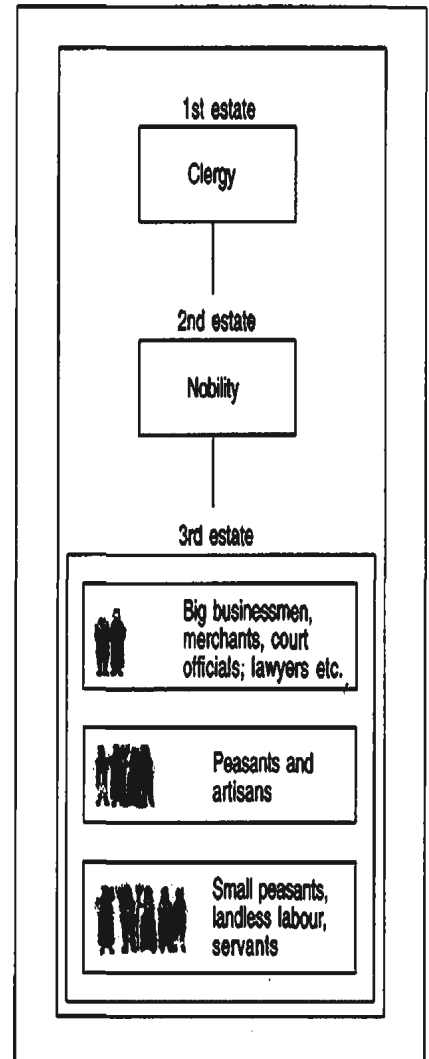 1st estate
Clergy
2nd estate
Nobility
3rd estate
Big businessmen,
merchants, court
officials; lawyers etc.
Peasants and
artisans
Small peasants,
landless labour,
servants